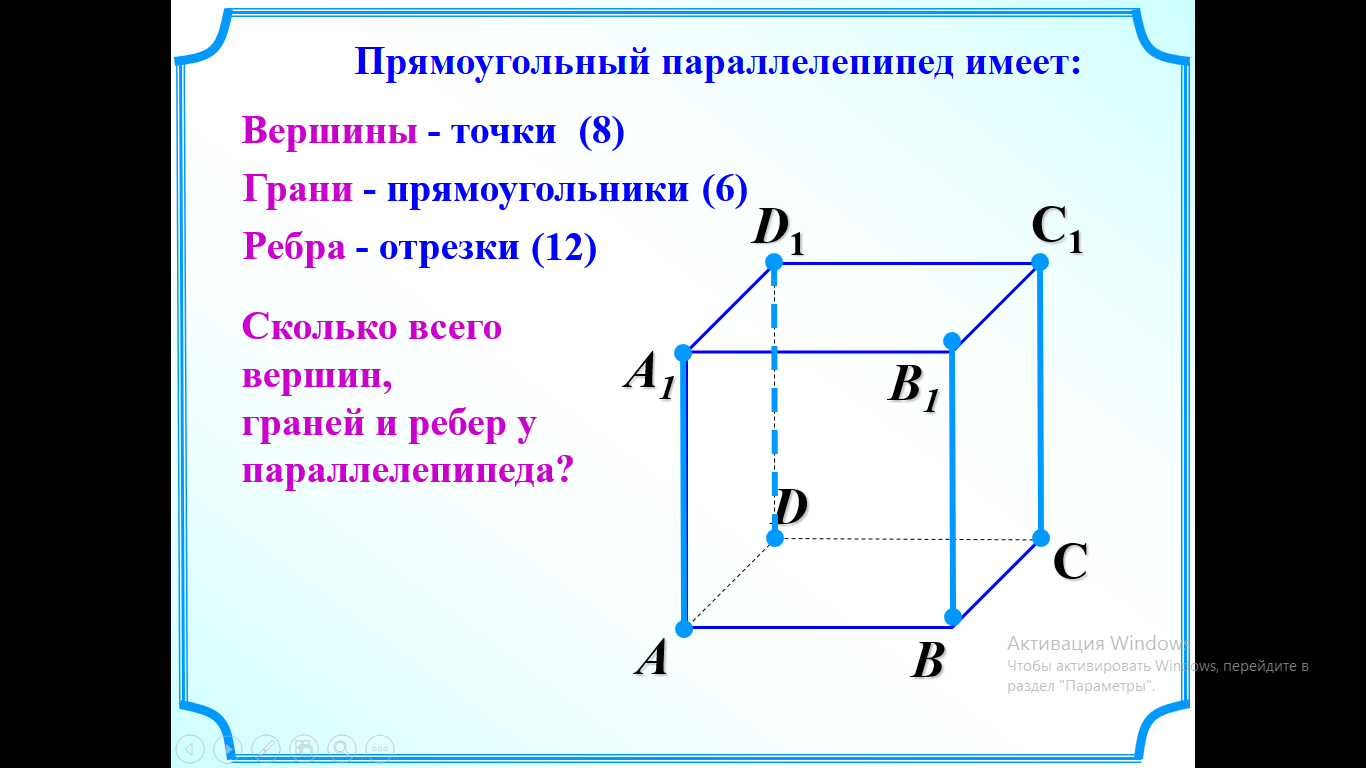 Прямоугольный параллелепипед имеет:
Вершины - точки (8)
Грани - прямоугольники (6)
Ребра - отрезки (12)
Сколько всего
вершин,
граней и ребер у
параллелепипеда?
D₁
C₁
A₁
B₁
D
C
A
B
Активация Windows
Чтобы активировать Windows, перейдите в
раздел "Параметры".